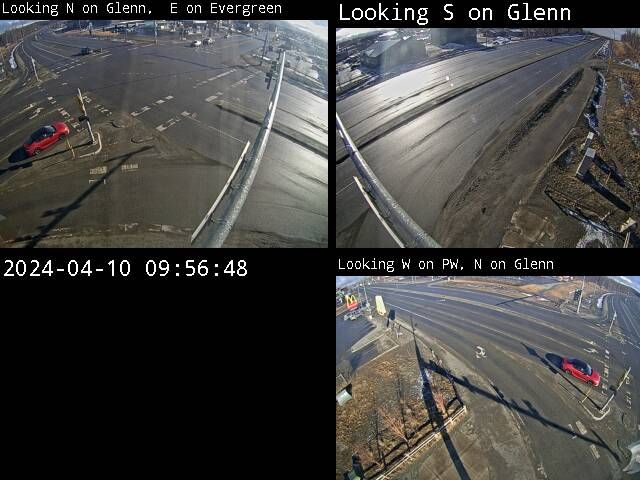 Looking N on Glenn,  E on Evergreen
Looking S on Glenn
2024-04-10 09:56:48
Looking W on PW, N on Glenn